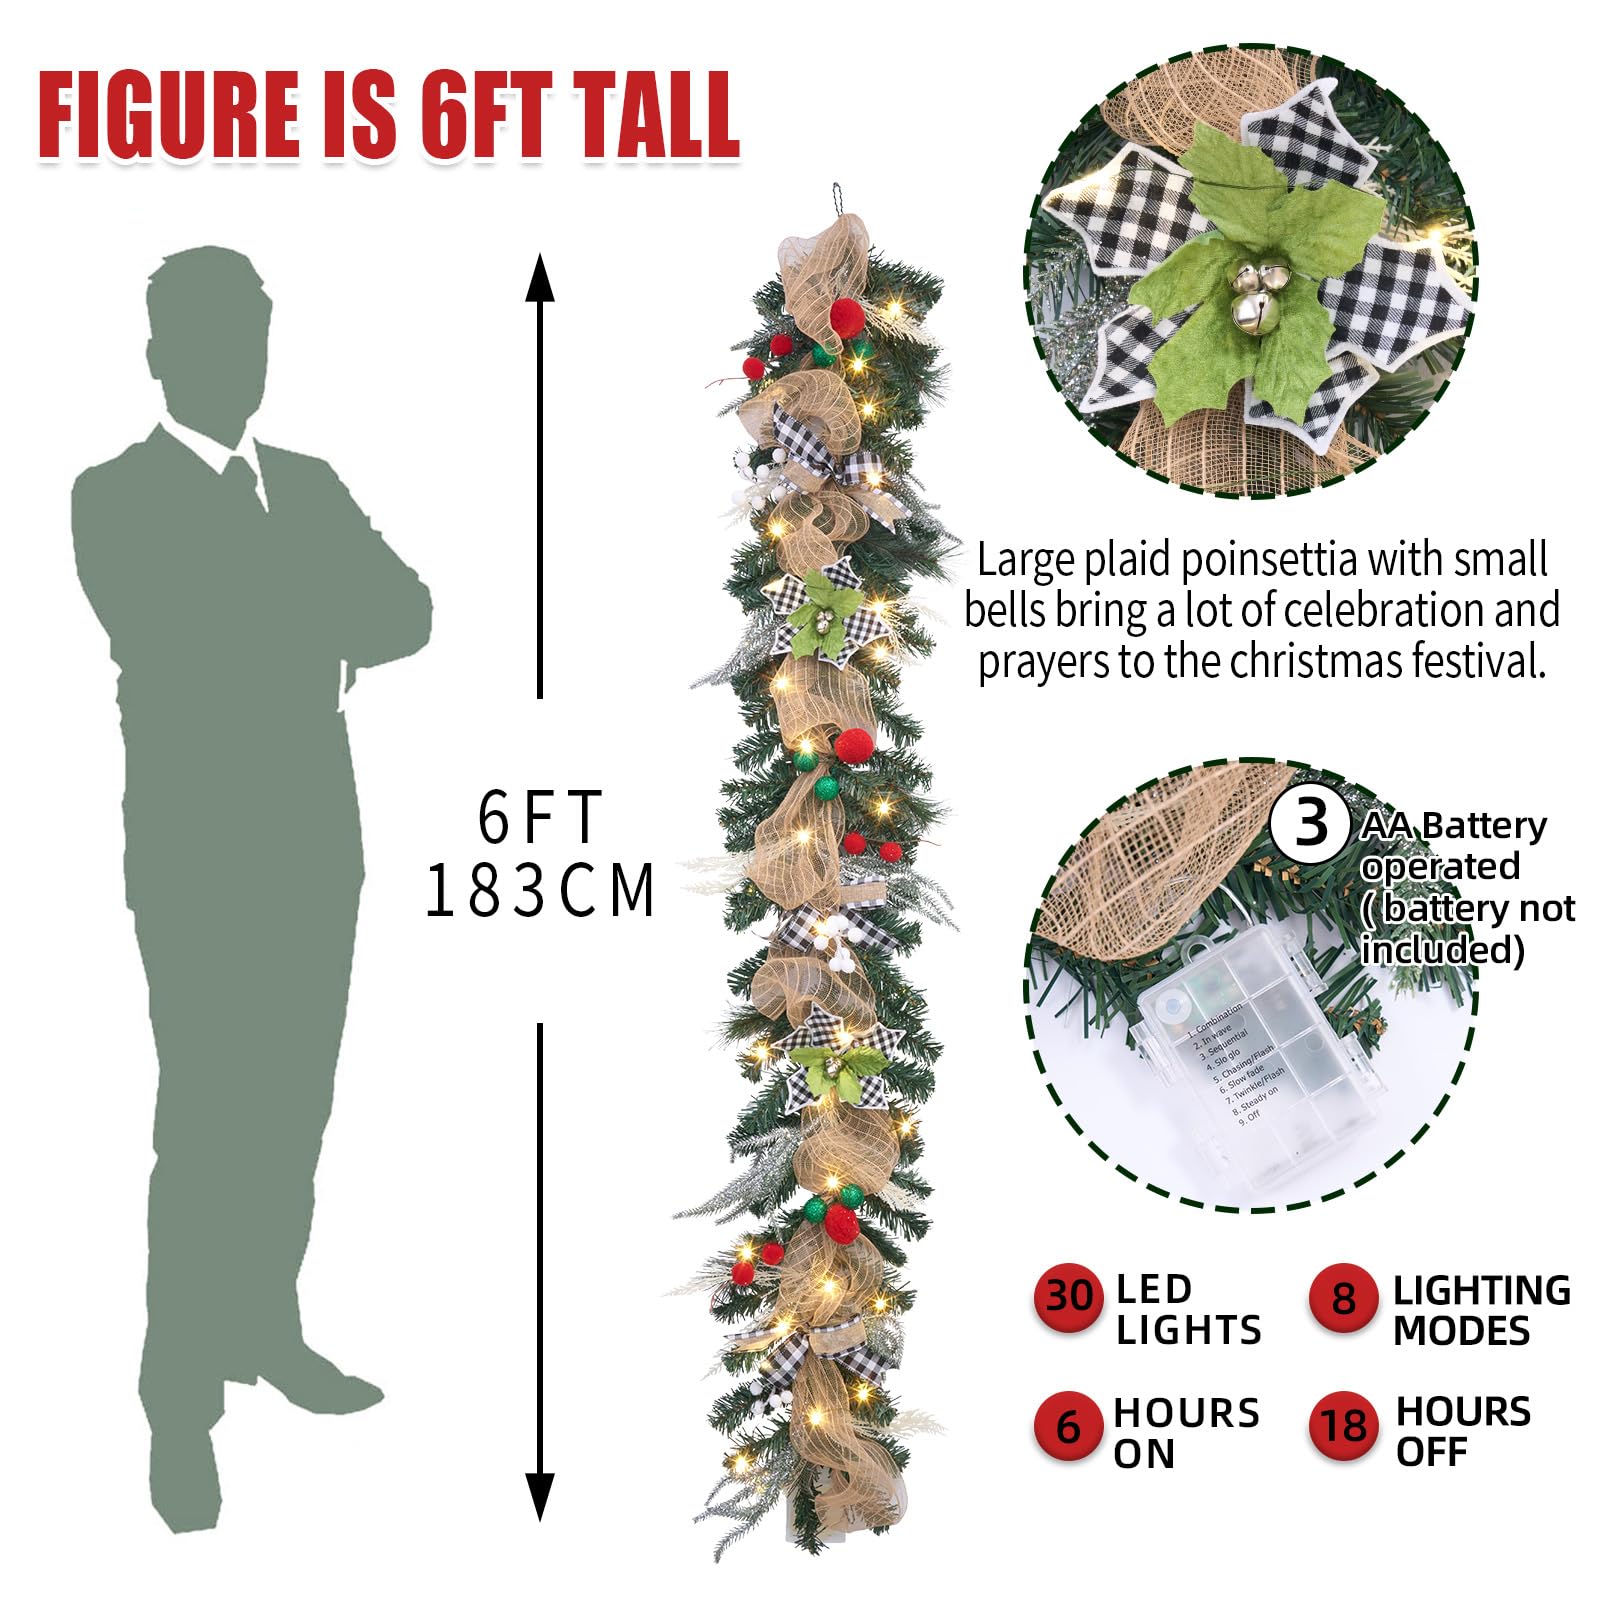 FIGURE IS 6FT TALL
6FT
183CM
Large plaid poinsettia with small
bells bring a lot of celebration and
prayers to the christmas festival.
3
AA Battery
operated
( battery not
included)
1. Combination
2. In wave
3. Sequential
4. Slo glo
5. Chasing/Flash
6. Slow fade
7. Twinkle/Flash
8. Steady on
9. Off
30 LED
LIGHTS
8 LIGHTING
MODES
6 HOURS
ON
18 HOURS
OFF